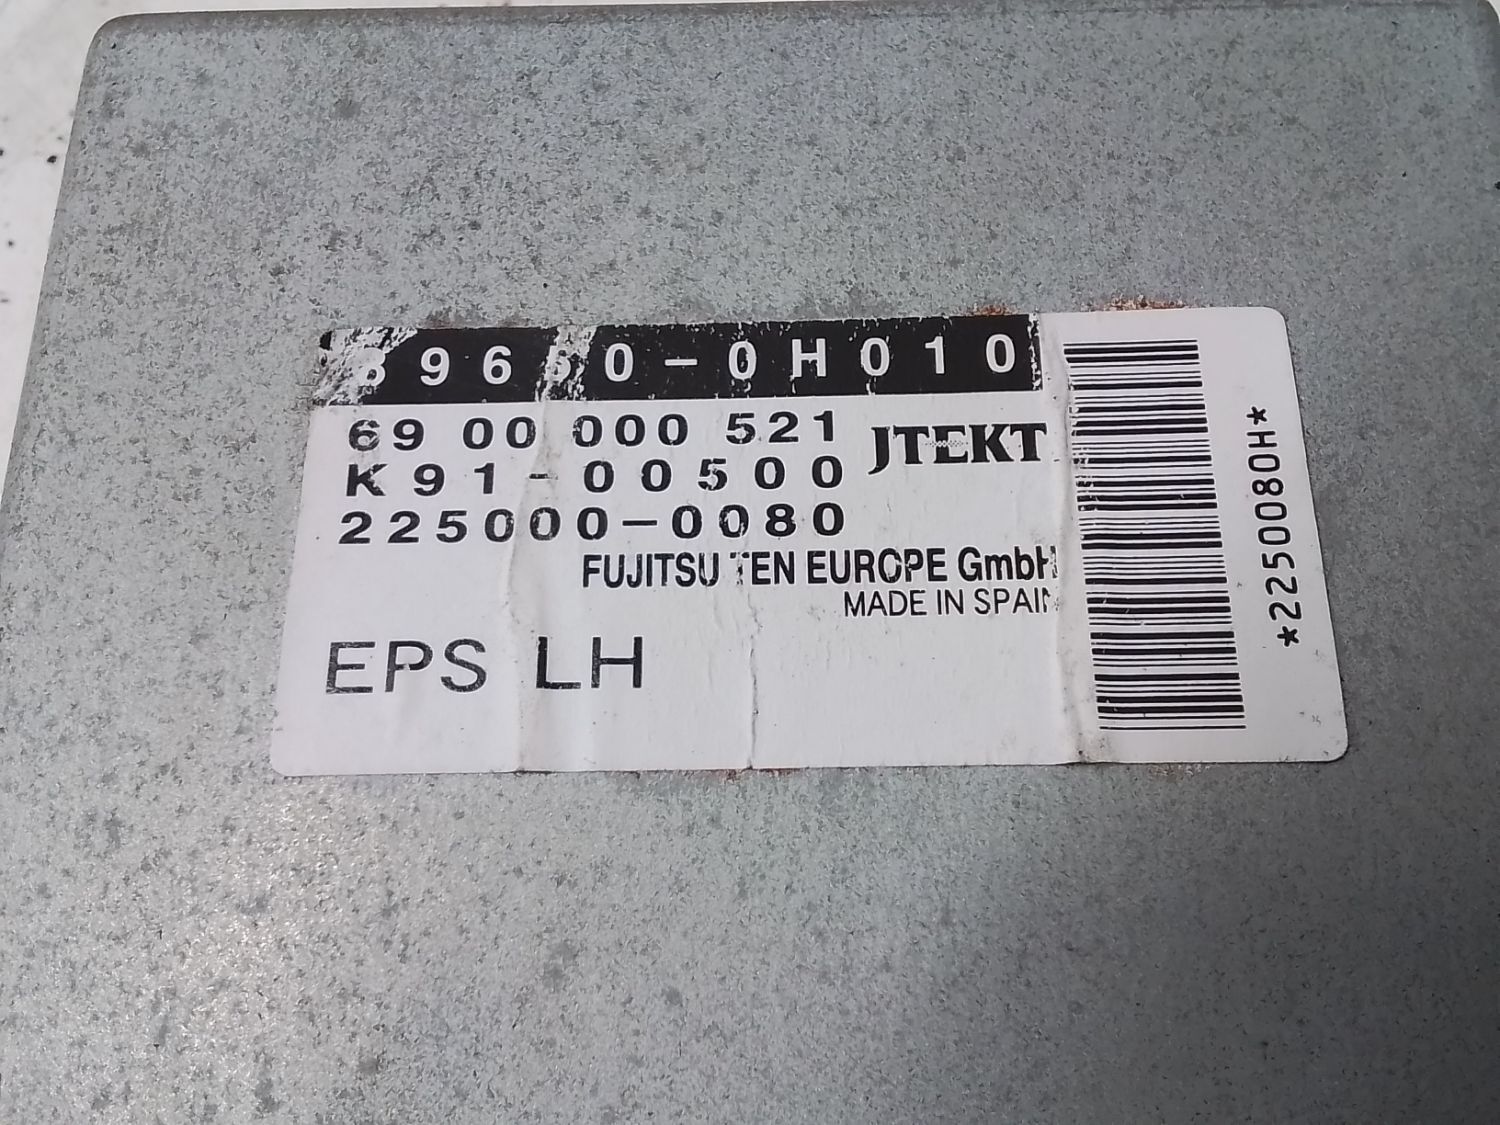 89650-0H010
69 00 000 521
JTEKT
K91-00500
225000-0080
FUJITSU TEN EUROPE GmbH
MADE IN SPAIN
EPS LH
*2250080H*